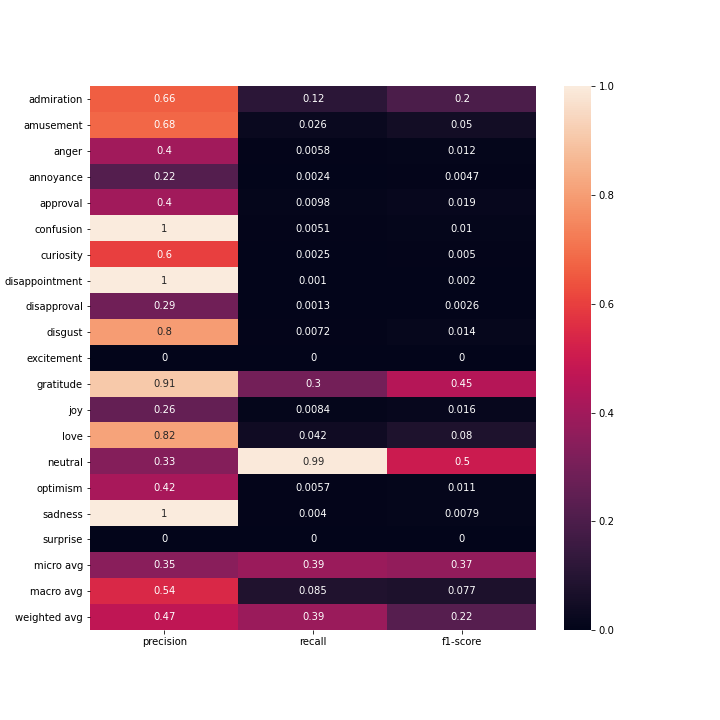 admiration 0.66 0.12 0.2
amusement 0.68 0.026 0.05
anger 0.4 0.0058 0.012
annoyance 0.22 0.0024 0.0047
approval 0.4 0.0098 0.019
confusion 1 0.0051 0.01
curiosity 0.6 0.0025 0.005
disappointment 1 0.001 0.002
disapproval 0.29 0.0013 0.0026
disgust 0.8 0.0072 0.014
excitement 0 0 0
gratitude 0.91 0.3 0.45
joy 0.26 0.0084 0.016
love 0.82 0.042 0.08
neutral 0.33 0.99 0.5
optimism 0.42 0.0057 0.011
sadness 1 0.004 0.0079
surprise 0 0 0
micro avg 0.35 0.39 0.37
macro avg 0.54 0.085 0.077
weighted avg 0.47 0.39 0.22
precision recall f1-score
1.0
0.8
0.6
0.4
0.2
0.0